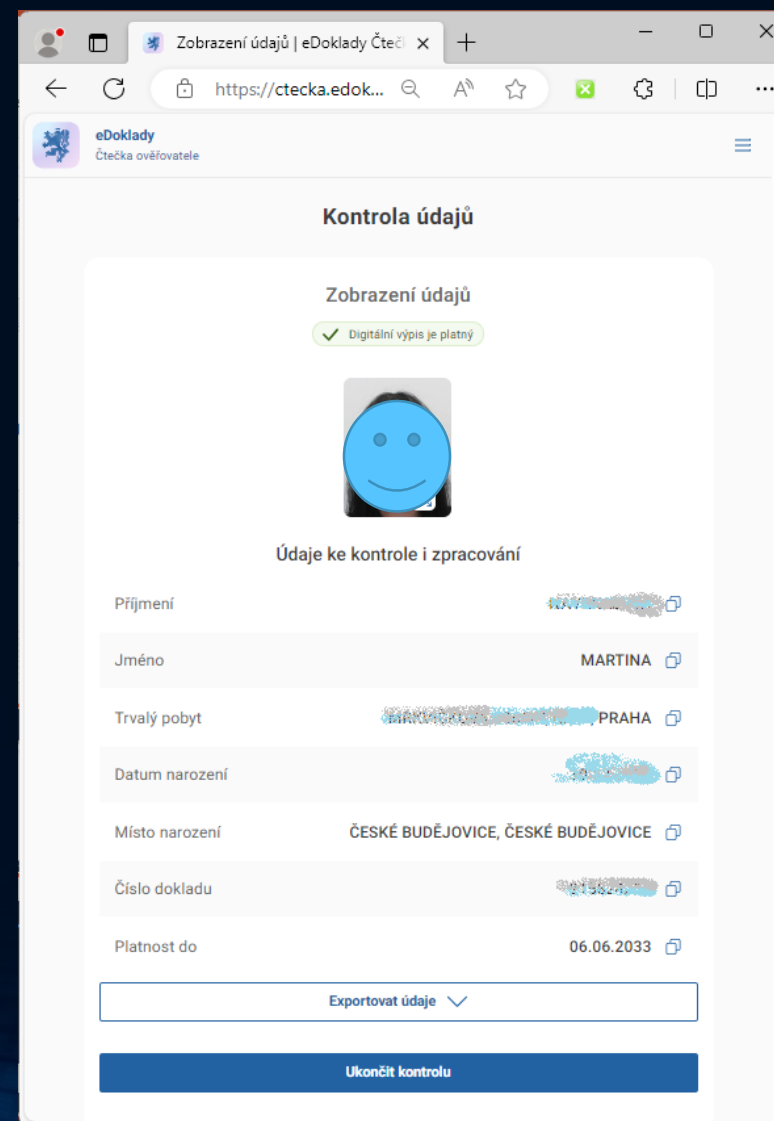 Zobrazení údajů | eDoklady Čteč
https://ctecka.edok...
eDoklady
Čtečka ověřovatele
Kontrola údajů
Zobrazení údajů
Digitální výpis je platný
Údaje ke kontrole i zpracování
Příjmení
Jméno MARTINA
Trvalý pobyt PRAHA
Datum narození
Místo narození ČESKÉ BUDĚJOVICE, ČESKÉ BUDĚJOVICE
Číslo dokladu
Platnost do 06.06.2033
Exportovat údaje
Ukončit kontrolu